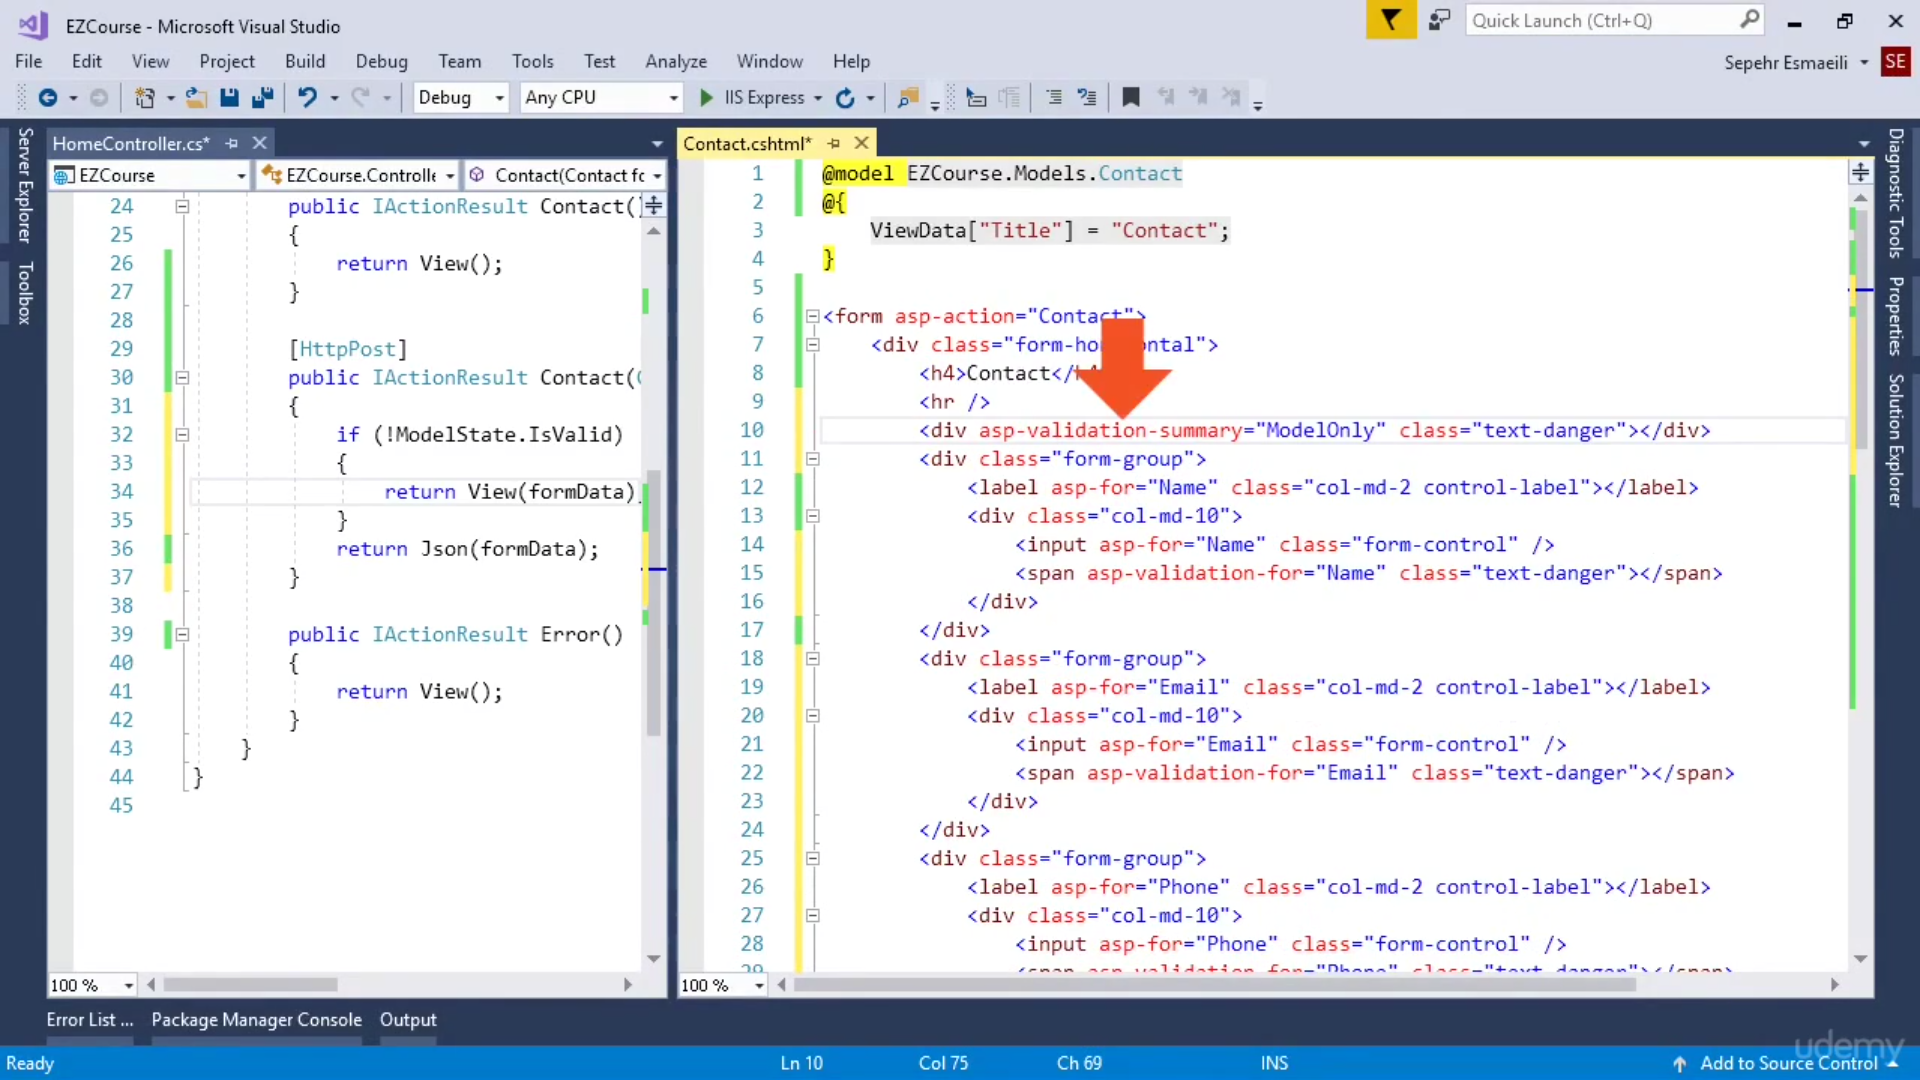 EZCourse - Microsoft Visual Studio
Quick Launch (Ctrl+Q)
File Edit View Project Build Debug Team Tools Test Analyze Window Help
Sepehr Esmaeili SE
Debug Any CPU IIS Express
Server Explorer
Toolbox
HomeController.cs*
EZCourse EZCourse.Controlle Contact(Contact fo
24 public IActionResult Contact()
25 {
26 return View();
27 }
28
29 [HttpPost]
30 public IActionResult Contact(
31 {
32 if (!ModelState.IsValid)
33 {
34 return View(formData)
35 }
36 return Json(formData);
37 }
38
39 public IActionResult Error()
40 {
41 return View();
42 }
43 }
44 }
45
100 %
Contact.cshtml*
1 @model EZCourse.Models.Contact
2 @{
3 ViewData["Title"] = "Contact";
4 }
5
6 <form asp-action="Contact">
7 <div class="form-ho ntal">
8 <h4>Contact</h4
9 <hr />
10 <div asp-validation-summary="ModelOnly" class="text-danger"></div>
11 <div class="form-group">
12 <label asp-for="Name" class="col-md-2 control-label"></label>
13 <div class="col-md-10">
14 <input asp-for="Name" class="form-control" />
15 <span asp-validation-for="Name" class="text-danger"></span>
16 </div>
17 </div>
18 <div class="form-group">
19 <label asp-for="Email" class="col-md-2 control-label"></label>
20 <div class="col-md-10">
21 <input asp-for="Email" class="form-control" />
22 <span asp-validation-for="Email" class="text-danger"></span>
23 </div>
24 </div>
25 <div class="form-group">
26 <label asp-for="Phone" class="col-md-2 control-label"></label>
27 <div class="col-md-10">
28 <input asp-for="Phone" class="form-control" />
29 <span asp-validation-for="Phone" class="text-danger"></span>
100 %
Diagnostic Tools
Properties
Solution Explorer
Error List ... Package Manager Console Output
Ready Ln 10 Col 75 Ch 69 INS Add to Source Control
udemy